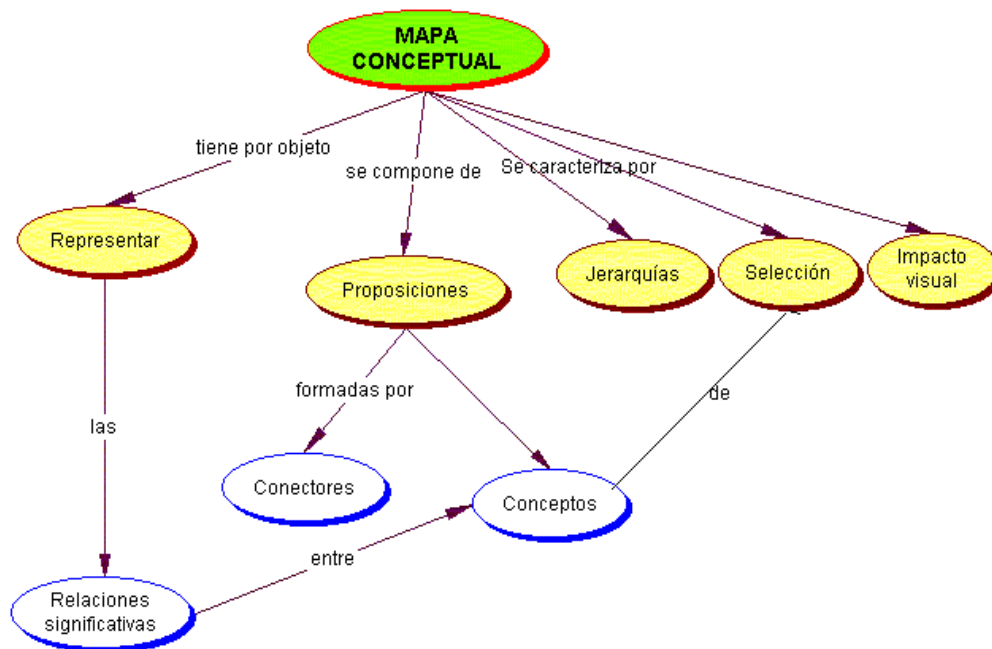 MAPA
CONCEPTUAL
tiene por objeto
se compone de
Se caracteriza por
Representar
Proposiciones
Jerarquías
Selección
Impacto
visual
formadas por
de
las
Conectores
Conceptos
entre
Relaciones
significativas